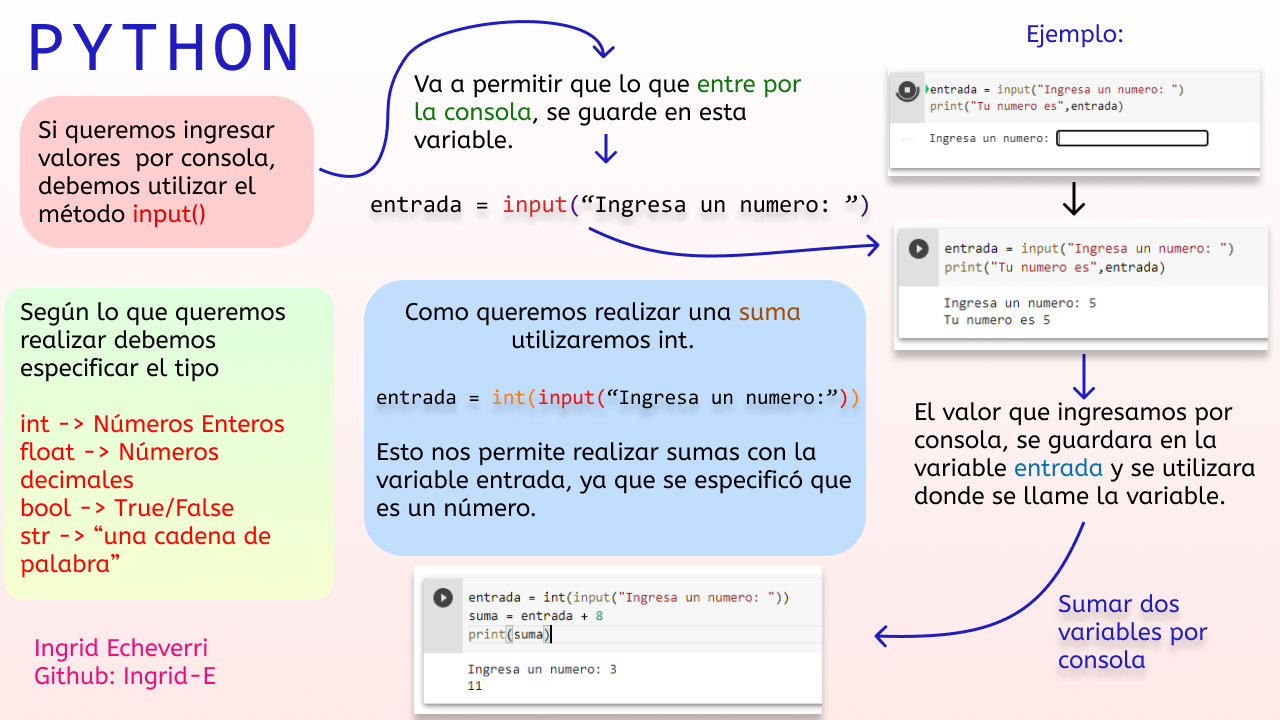 PYTHON
Si queremos ingresar
valores por consola,
debemos utilizar el
método input()
Va a permitir que lo que entre por
la consola, se guarde en esta
variable.
entrada = input(“Ingresa un numero: ”)
Ejemplo:
entrada = input("Ingresa un numero: ")
print("Tu numero es",entrada)
Ingresa un numero:
entrada = input("Ingresa un numero: ")
print("Tu numero es",entrada)
Ingresa un numero: 5
Tu numero es 5
El valor que ingresamos por
consola, se guardara en la
variable entrada y se utilizara
donde se llame la variable.
Sumar dos
variables por
consola
Según lo que queremos
realizar debemos
especificar el tipo
int -> Números Enteros
float -> Números
decimales
bool -> True/False
str -> “una cadena de
palabra”
Como queremos realizar una suma
utilizaremos int.
entrada = int(input(“Ingresa un numero:”))
Esto nos permite realizar sumas con la
variable entrada, ya que se especificó que
es un número.
entrada = int(input("Ingresa un numero: "))
suma = entrada + 8
print(suma)
Ingresa un numero: 3
11
Ingrid Echeverri
Github: Ingrid-E